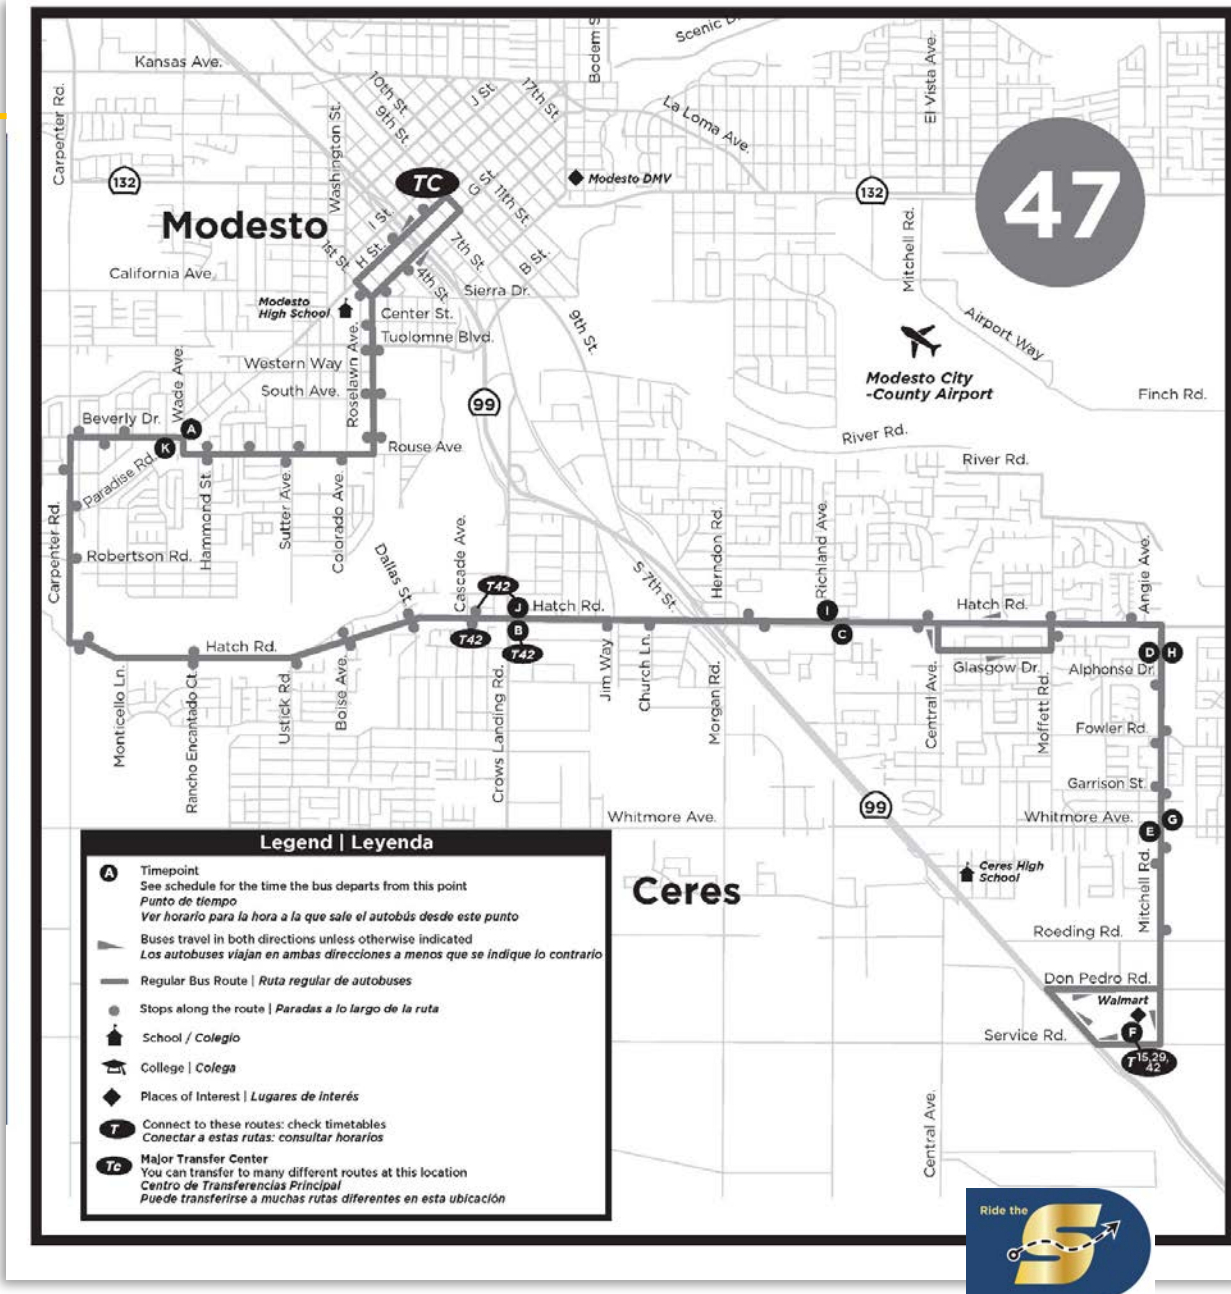 Kansas Ave.
Carpenter Rd.
10th St.
9th St.
J St.
17th St.
Bodem S
Scenic D
La Loma Ave.
El Vista Ave.
Washington St.
132
TC
G St.
11th St.
Modesto DMV
132
47
Modesto
I St.
H St.
1st St.
7th St.
4th St.
B St.
Mitchell Rd.
California Ave.
Sierra Dr.
Modesto
High School
Center St.
9th St.
Tuolomne Blvd.
Airport Way
Roselawn Ave.
Western Way
South Ave.
Modesto City
-County Airport
Finch Rd.
Wade Ave.
99
Beverly Dr.
A
K
Rouse Ave
River Rd.
River Rd.
Paradise Rd.
Hammond St.
Sutter Ave.
Colorado Ave.
Carpenter Rd.
Robertson Rd.
Dallas St.
Cascade Ave.
T42
J
Hatch Rd.
S 7th St.
Herndon Rd.
Richland Ave.
I
Hatch Rd.
Angie Ave.
T42
B
T42
C
Hatch Rd.
D
H
Glasgow Dr.
Alphonse Dr.
Monticello Ln.
Rancho Encantado Ct.
Ustick Rd.
Boise Ave.
Crows Landing Rd.
Jim Way
Church Ln.
Morgan Rd.
Central Ave.
Moffett Rd.
Fowler Rd.
Garrison St.
99
Whitmore Ave.
Whitmore Ave.
E
G
Ceres
Ceres High
School
Mitchell Rd.
Roeding Rd.
Don Pedro Rd.
Walmart
Service Rd.
F
T 15,29,
42
Central Ave.
Legend | Leyenda
A
Timepoint
See schedule for the time the bus departs from this point
Punto de tiempo
Ver horario para la hora a la que sale el autobús desde este punto
Buses travel in both directions unless otherwise indicated
Los autobuses viajan en ambas direcciones a menos que se indique lo contrario
Regular Bus Route | Ruta regular de autobuses
Stops along the route | Paradas a lo largo de la ruta
School / Colegio
College | Colega
Places of Interest | Lugares de interés
T
Connect to these routes: check timetables
Conectar a estas rutas: consultar horarios
Tc
Major Transfer Center
You can transfer to many different routes at this location
Centro de Transferencias Principal
Puede transferirse a muchas rutas diferentes en esta ubicación
Ride the
S